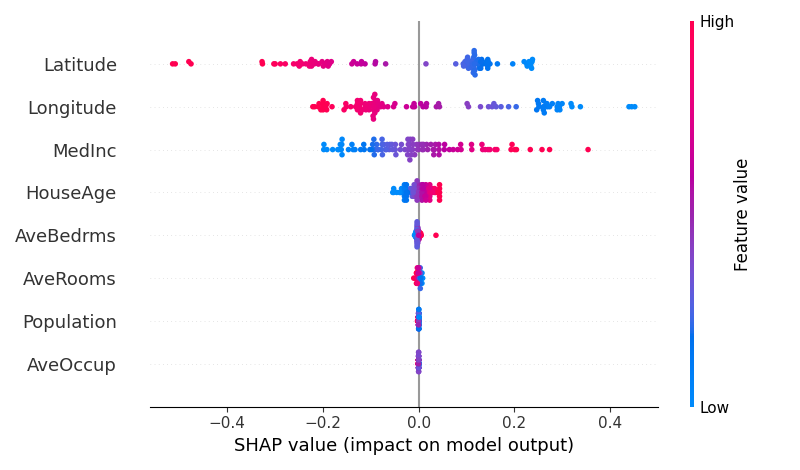 High
Latitude
Longitude
MedInc
HouseAge
AveBedrms
AveRooms
Population
AveOccup
Feature value
Low
−0.4 −0.2 0.0 0.2 0.4
SHAP value (impact on model output)